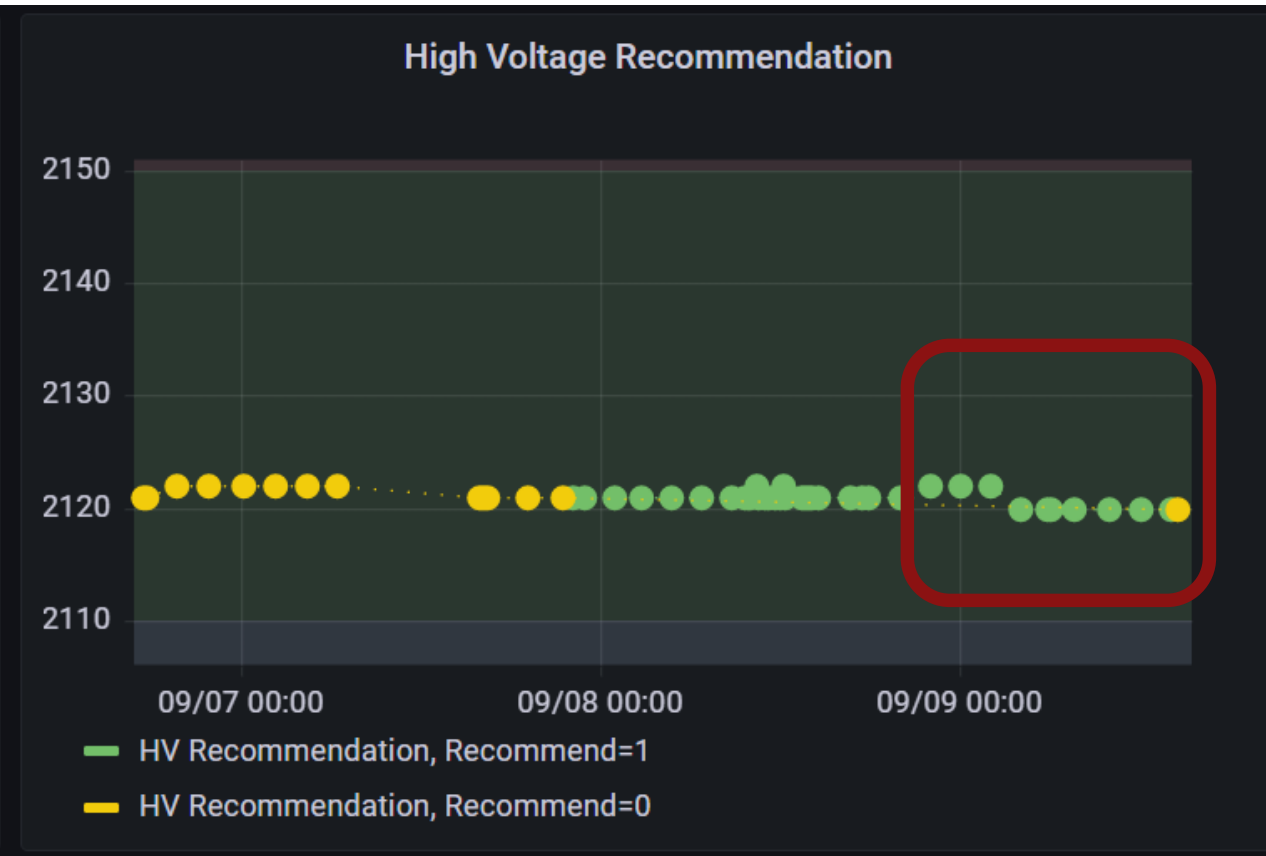 High Voltage Recommendation
2150
2140
2130
2120
2110
09/07 00:00 09/08 00:00 09/09 00:00
HV Recommendation, Recommend=1
HV Recommendation, Recommend=0